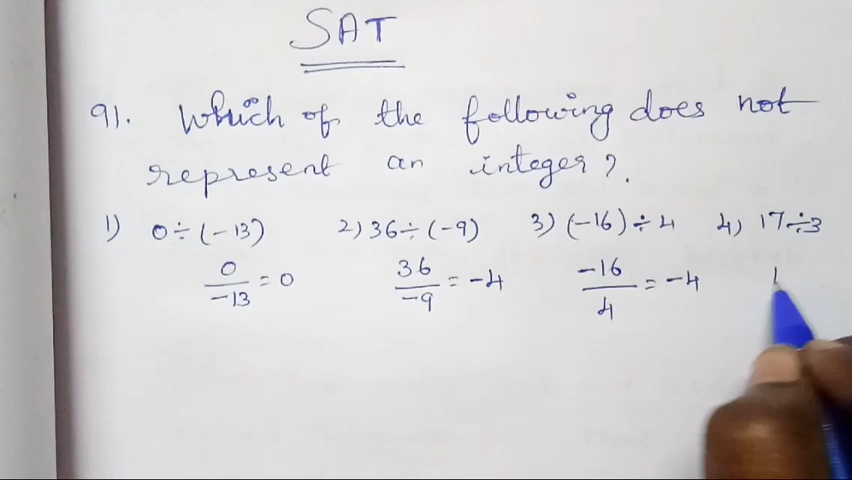 SAT
91. Which of the following does not
represent an integer?.
1) 0÷(-13) 2) 36÷(-9) 3) (-16)÷4 4) 17÷3
0/-13 = 0 36/-9 = -4 -16/4 = -4 1